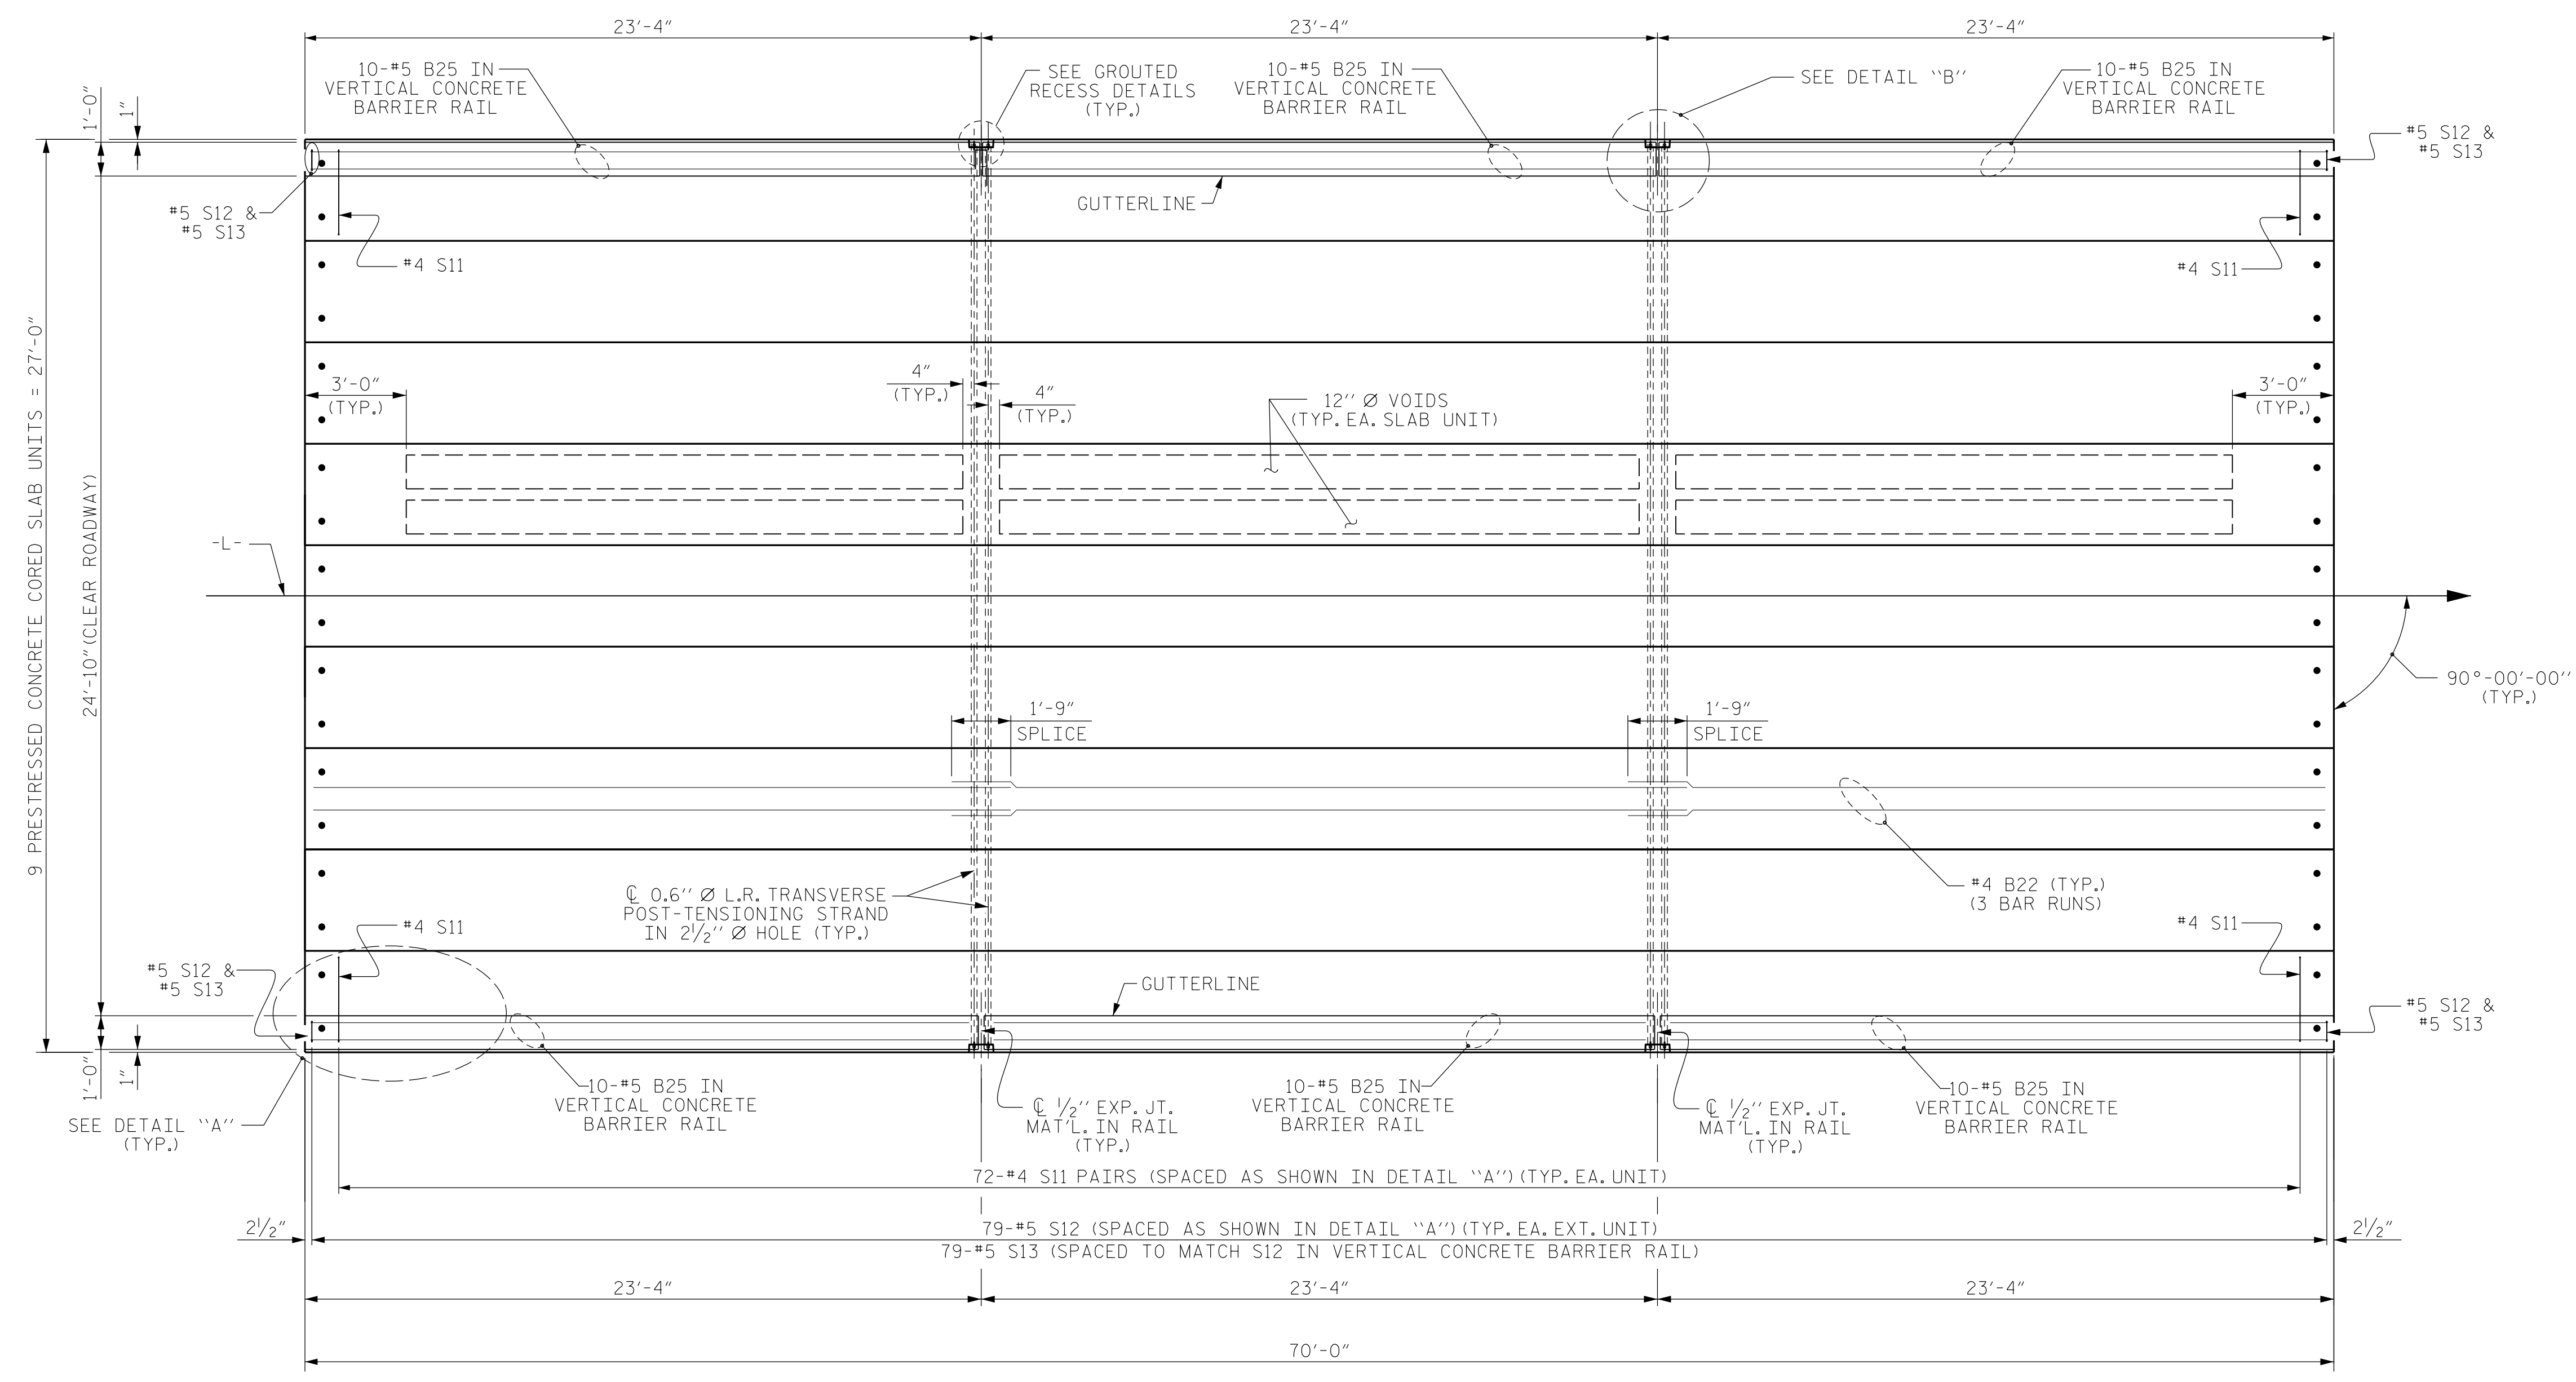 23'-4"
23'-4"
23'-4"
10-#5 B25 IN
VERTICAL CONCRETE
BARRIER RAIL
SEE GROUTED
RECESS DETAILS
(TYP.)
10-#5 B25 IN
VERTICAL CONCRETE
BARRIER RAIL
SEE DETAIL "B"
10-#5 B25 IN
VERTICAL CONCRETE
BARRIER RAIL
1'-0"
1"
#5 S12 &
#5 S13
#5 S12 &
#5 S13
GUTTERLINE
#4 S11
#4 S11
9 PRESTRESSED CONCRETE CORED SLAB UNITS = 27'-0"
24'-10" (CLEAR ROADWAY)
3'-0"
(TYP.)
4"
(TYP.)
4"
(TYP.)
12" Ø VOIDS
(TYP. EA. SLAB UNIT)
3'-0"
(TYP.)
-L-
90°-00'-00"
(TYP.)
1'-9"
SPLICE
1'-9"
SPLICE
℄ 0.6" Ø L.R. TRANSVERSE
POST-TENSIONING STRAND
IN 2½" Ø HOLE (TYP.)
#4 B22 (TYP.)
(3 BAR RUNS)
#4 S11
#4 S11
#5 S12 &
#5 S13
GUTTERLINE
#5 S12 &
#5 S13
1'-0"
1"
SEE DETAIL "A"
(TYP.)
10-#5 B25 IN
VERTICAL CONCRETE
BARRIER RAIL
℄ ½" EXP. JT.
MAT'L. IN RAIL
(TYP.)
10-#5 B25 IN
VERTICAL CONCRETE
BARRIER RAIL
℄ ½" EXP. JT.
MAT'L. IN RAIL
(TYP.)
10-#5 B25 IN
VERTICAL CONCRETE
BARRIER RAIL
72-#4 S11 PAIRS (SPACED AS SHOWN IN DETAIL "A") (TYP. EA. UNIT)
2½"
79-#5 S12 (SPACED AS SHOWN IN DETAIL "A") (TYP. EA. EXT. UNIT)
79-#5 S13 (SPACED TO MATCH S12 IN VERTICAL CONCRETE BARRIER RAIL)
2½"
23'-4"
23'-4"
23'-4"
70'-0"